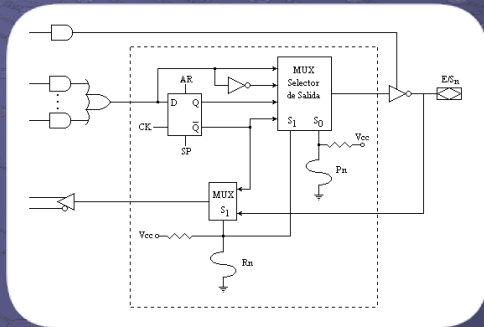 MUX
Selector
de Salida
S1 S0
E/Sn
AR
D Q
CK
Q̅
SP
Vcc
Pn
MUX
S1
Vcc
Rn